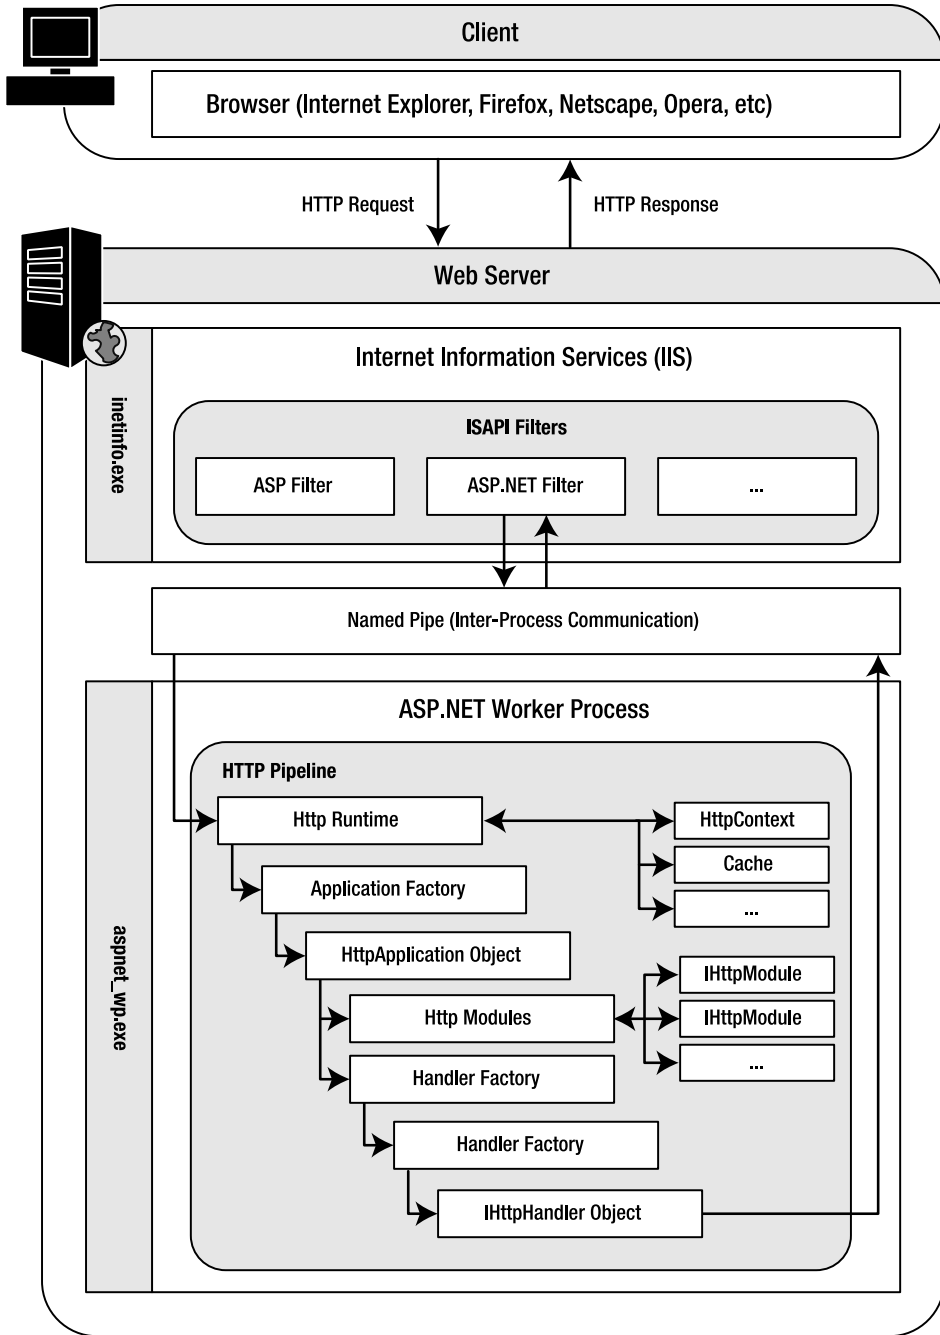 Client
Browser (Internet Explorer, Firefox, Netscape, Opera, etc)
HTTP Request
HTTP Response
Web Server
inetinfo.exe
Internet Information Services (IIS)
ISAPI Filters
ASP Filter
ASP.NET Filter
...
Named Pipe (Inter-Process Communication)
aspnet_wp.exe
ASP.NET Worker Process
HTTP Pipeline
Http Runtime
HttpContext
Cache
...
Application Factory
HttpApplication Object
Http Modules
IHttpModule
IHttpModule
...
Handler Factory
Handler Factory
IHttpHandler Object